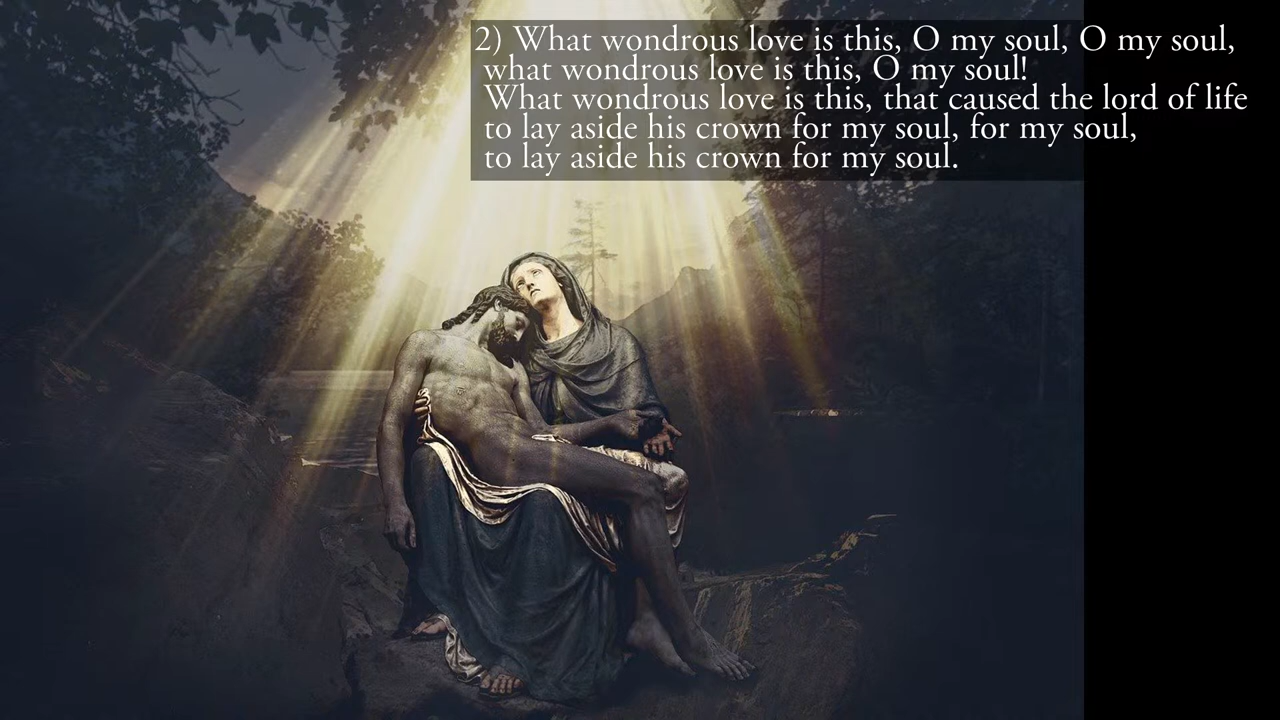 2) What wondrous love is this, O my soul, O my soul,
what wondrous love is this, O my soul!
What wondrous love is this, that caused the lord of life
to lay aside his crown for my soul, for my soul,
to lay aside his crown for my soul.